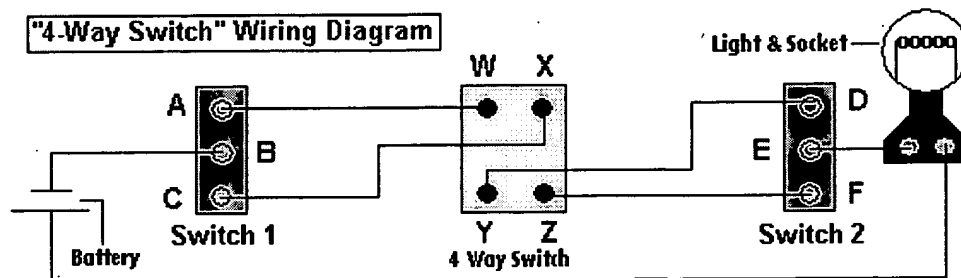 "4-Way Switch" Wiring Diagram
Light & Socket
W X
A
D
B
E
C
F
Y Z
Switch 1
Switch 2
Battery
4 Way Switch